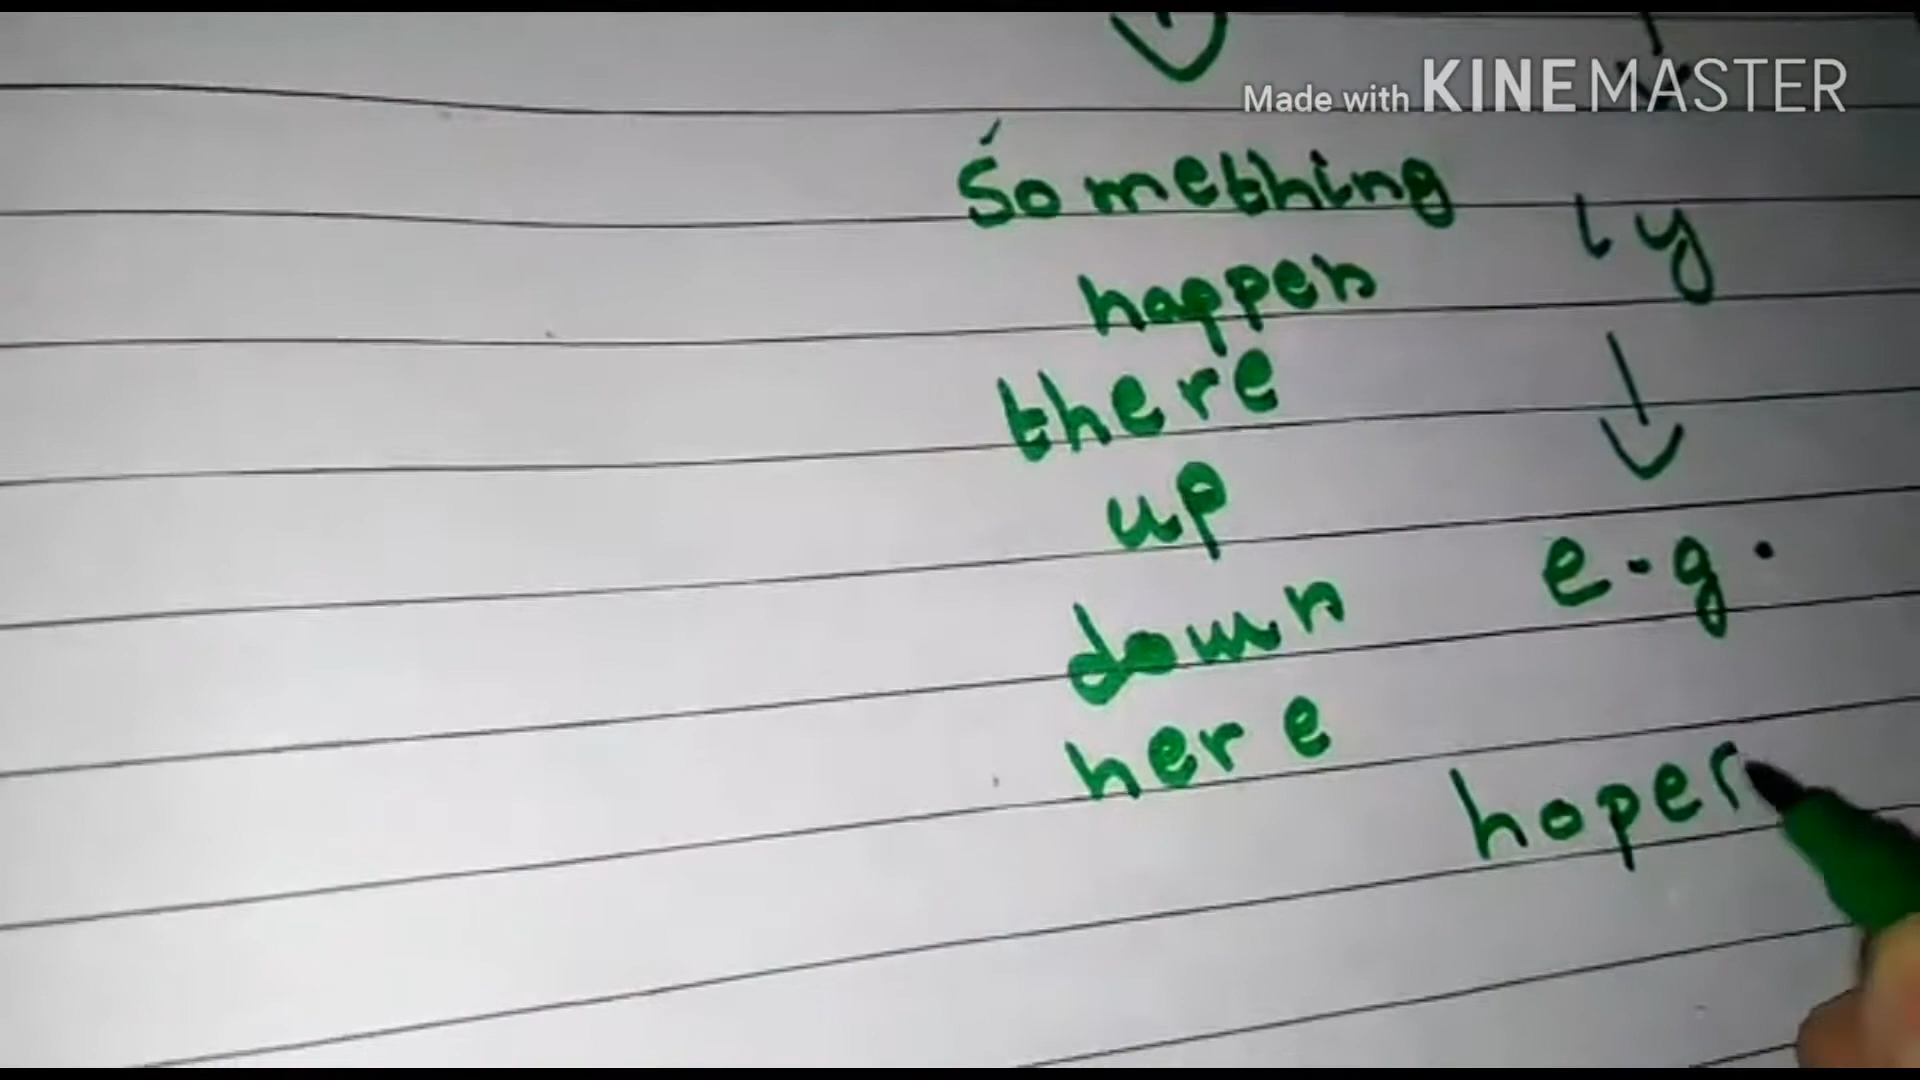 Made with KINEMASTER
Something
happen
there
up
down
here
ly
e.g.
hoper